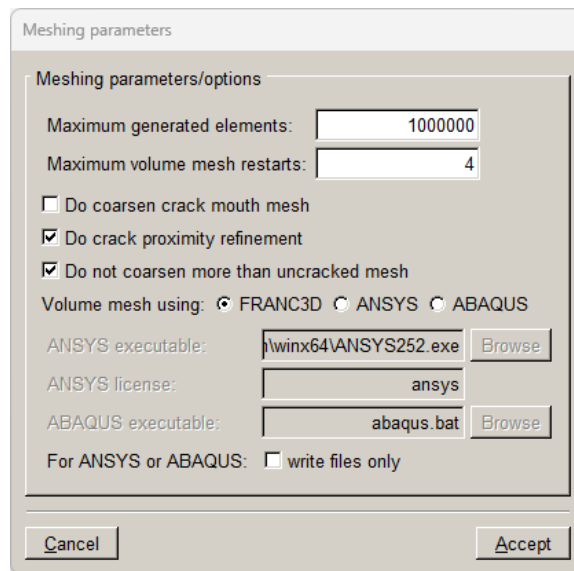 Meshing parameters
Meshing parameters/options
Maximum generated elements: 1000000
Maximum volume mesh restarts: 4
Do coarsen crack mouth mesh
Do crack proximity refinement
Do not coarsen more than uncracked mesh
Volume mesh using: FRANC3D ANSYS ABAQUS
ANSYS executable: \winx64\ANSYS252.exe Browse
ANSYS license: ansys
ABAQUS executable: abaqus.bat Browse
For ANSYS or ABAQUS: write files only
Cancel Accept